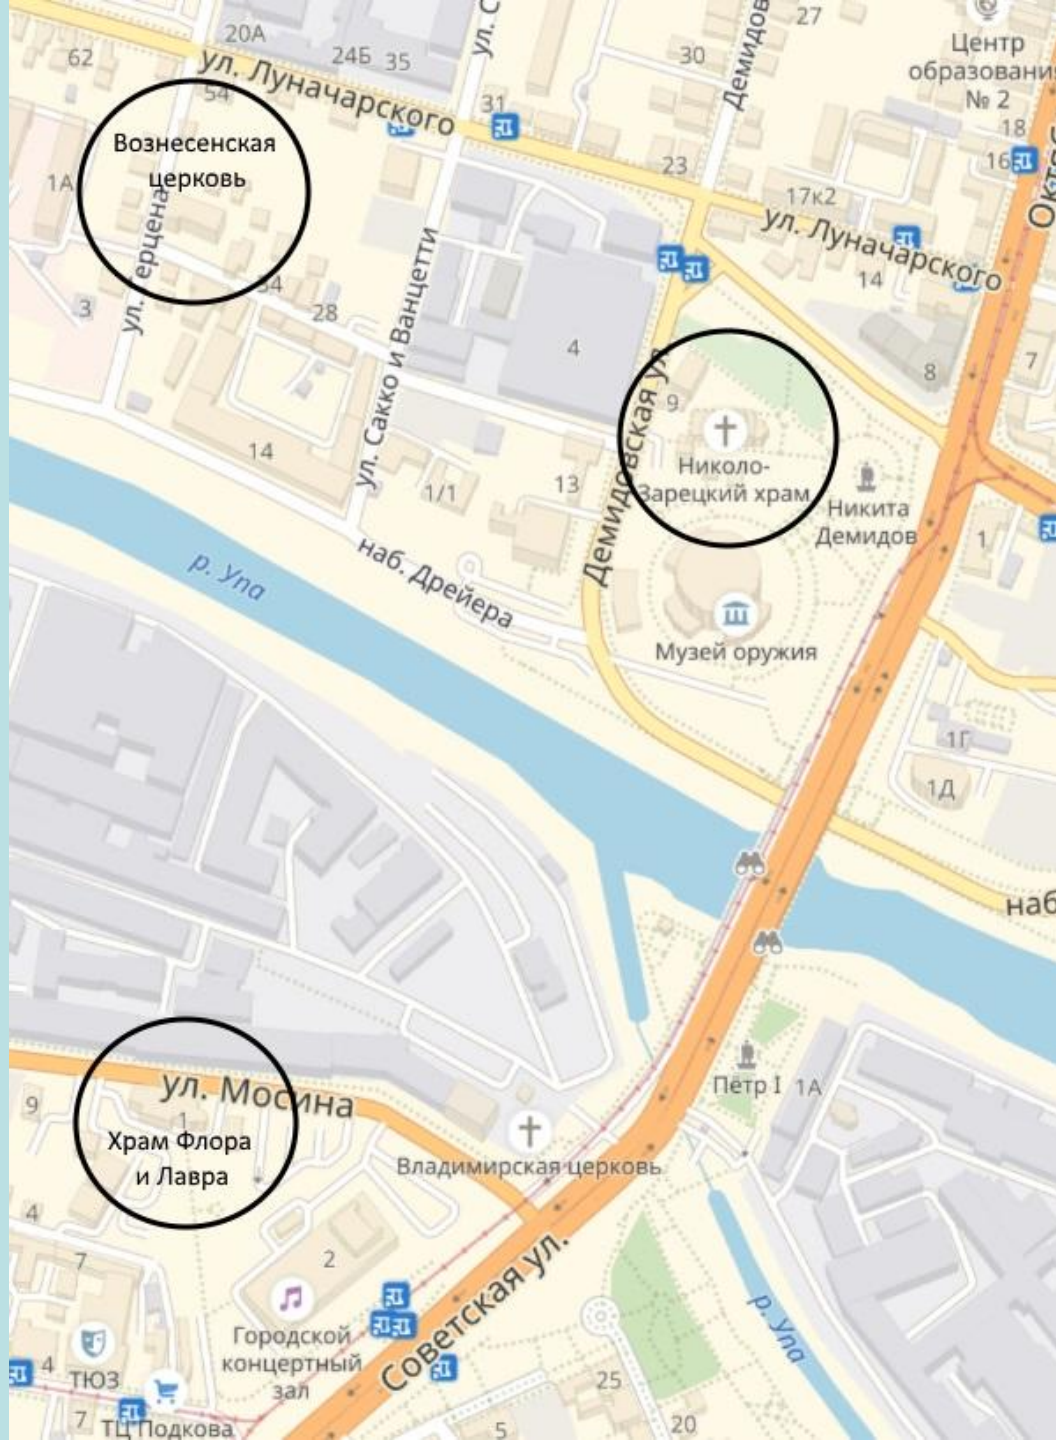 20А
27
ул. С
Демидов
62
24Б
35
30
Центр
образовани
№ 2
ул. Луначарского
54
31
18
16
Вознесенская
церковь
1А
23
17к2
Окт
ул. Луначарского
ул. Герцена
34
28
3
14
4
8
7
ул. Сакко и Ванцетти
Демидовская ул.
9
Николо-
Зарецкий храм
14
1/1
13
Никита
Демидов
1
р. Упа
наб. Дрейера
Музей оружия
1Г
1Д
наб
ул. Мосина
9
1
Храм Флора
и Лавра
Петр I
1А
Владимирская церковь
4
7
2
Городской
концертный
зал
Советская ул.
р. Упа
4
ТЮЗ
7
ТЦ Подкова
25
5
20